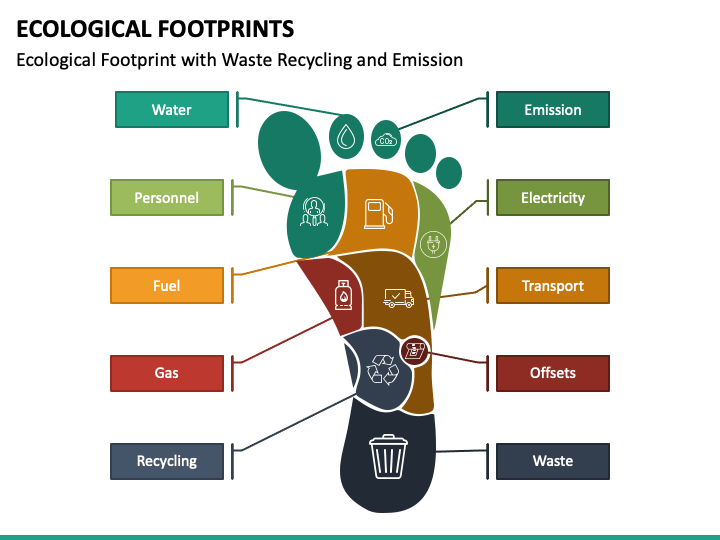 ECOLOGICAL FOOTPRINTS
Ecological Footprint with Waste Recycling and Emission
Water
Emission
CO2
Personnel
Electricity
Fuel
Transport
Gas
Offsets
Recycling
Waste